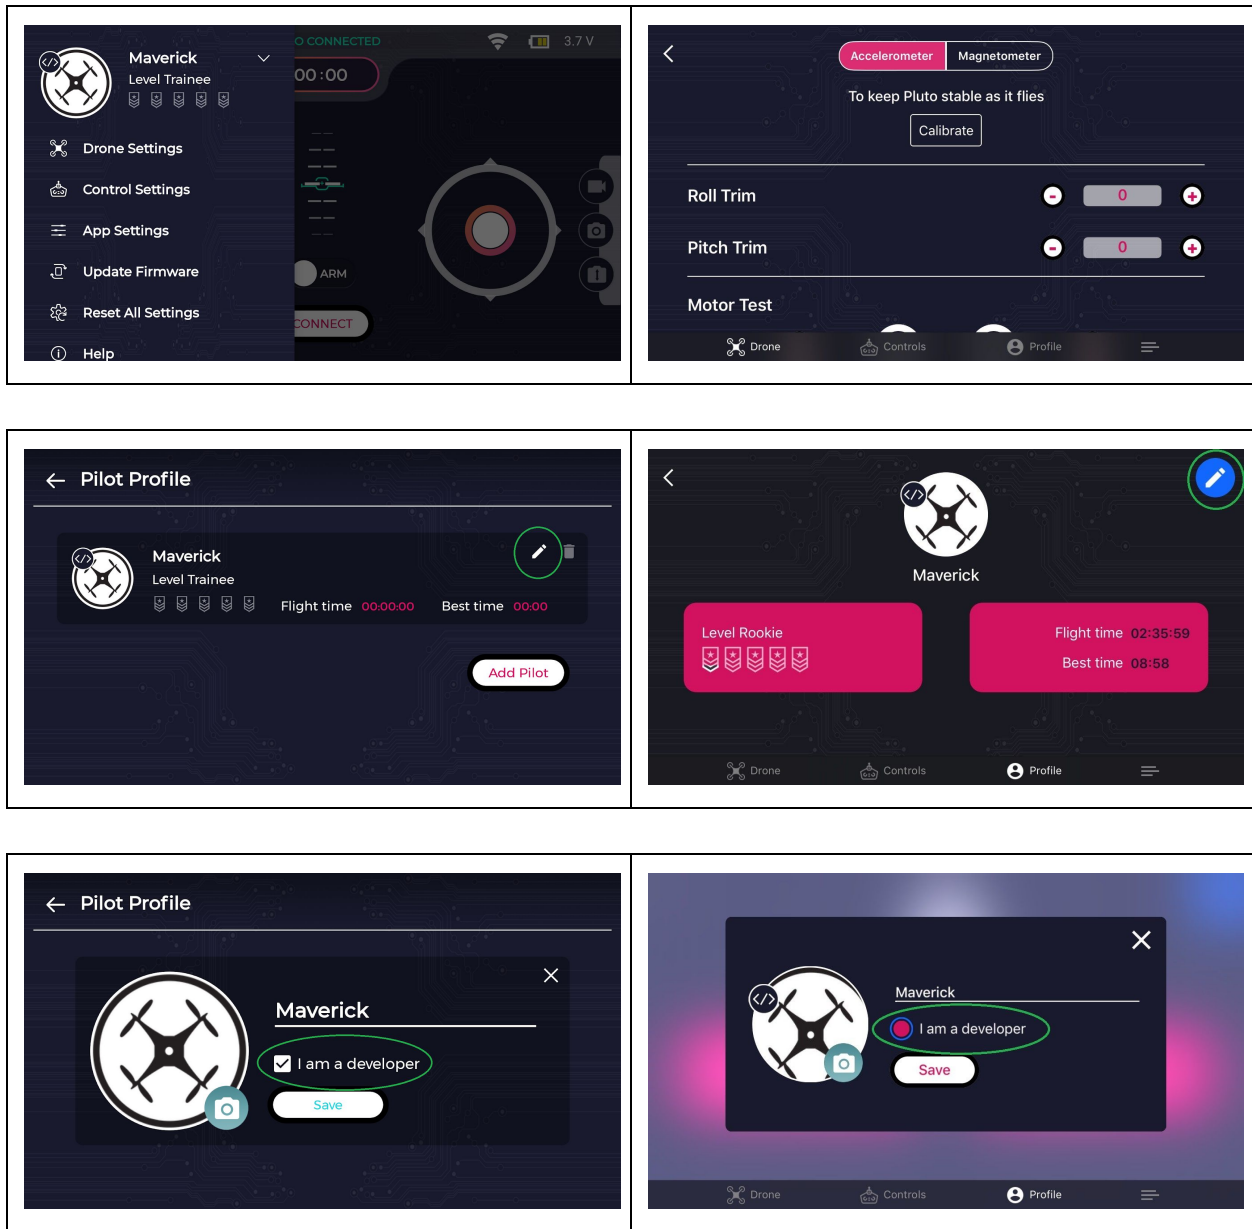 Maverick
Level Trainee
Drone Settings
Control Settings
App Settings
Update Firmware
Reset All Settings
Help
O CONNECTED
3.7 V
00:00
ARM
CONNECT
Accelerometer Magnetometer
To keep Pluto stable as it flies
Calibrate
Roll Trim - 0 +
Pitch Trim - 0 +
Motor Test
Drone Controls Profile
Pilot Profile
Maverick
Level Trainee
Flight time 00:00:00 Best time 00:00
Add Pilot
</>
Maverick
Level Rookie
Flight time 02:35:59
Best time 08:58
Drone Controls Profile
Pilot Profile
Maverick
I am a developer
Save
</>
Maverick
I am a developer
Save
Drone Controls Profile